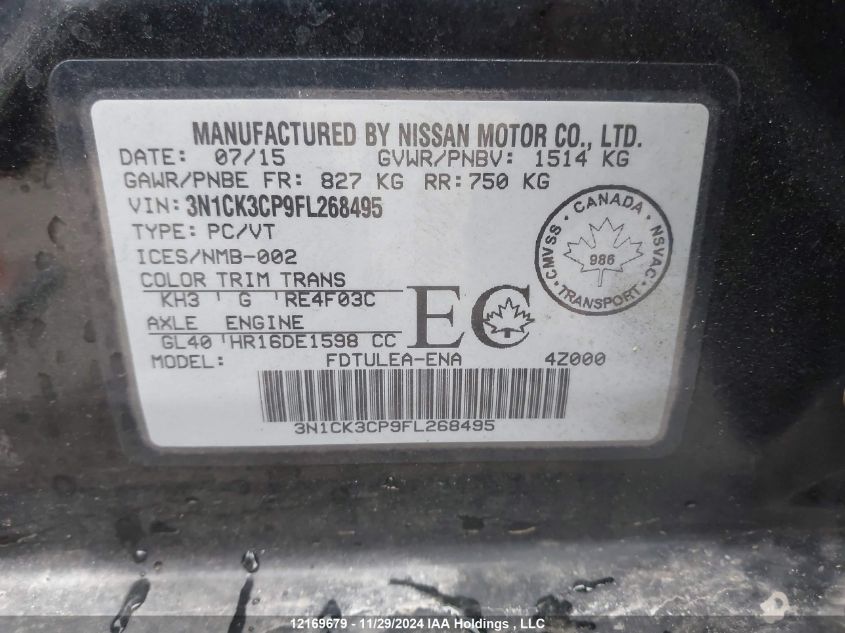 MANUFACTURED BY NISSAN MOTOR CO., LTD.
DATE: 07/15 GVWR/PNBV: 1514 KG
GAWR/PNBE FR: 827 KG RR: 750 KG
VIN: 3N1CK3CP9FL268495
TYPE: PC/VT
ICES/NMB-002
COLOR TRIM TRANS
KH3 G RE4F03C
AXLE ENGINE
GL40 HR16DE1598 CC
EC
CANADA
CMVSS · NSVAC
986
TRANSPORT
MODEL: FDTULEA-ENA 4Z000
3N1CK3CP9FL268495
12169679 - 11/29/2024 IAA Holdings, LLC